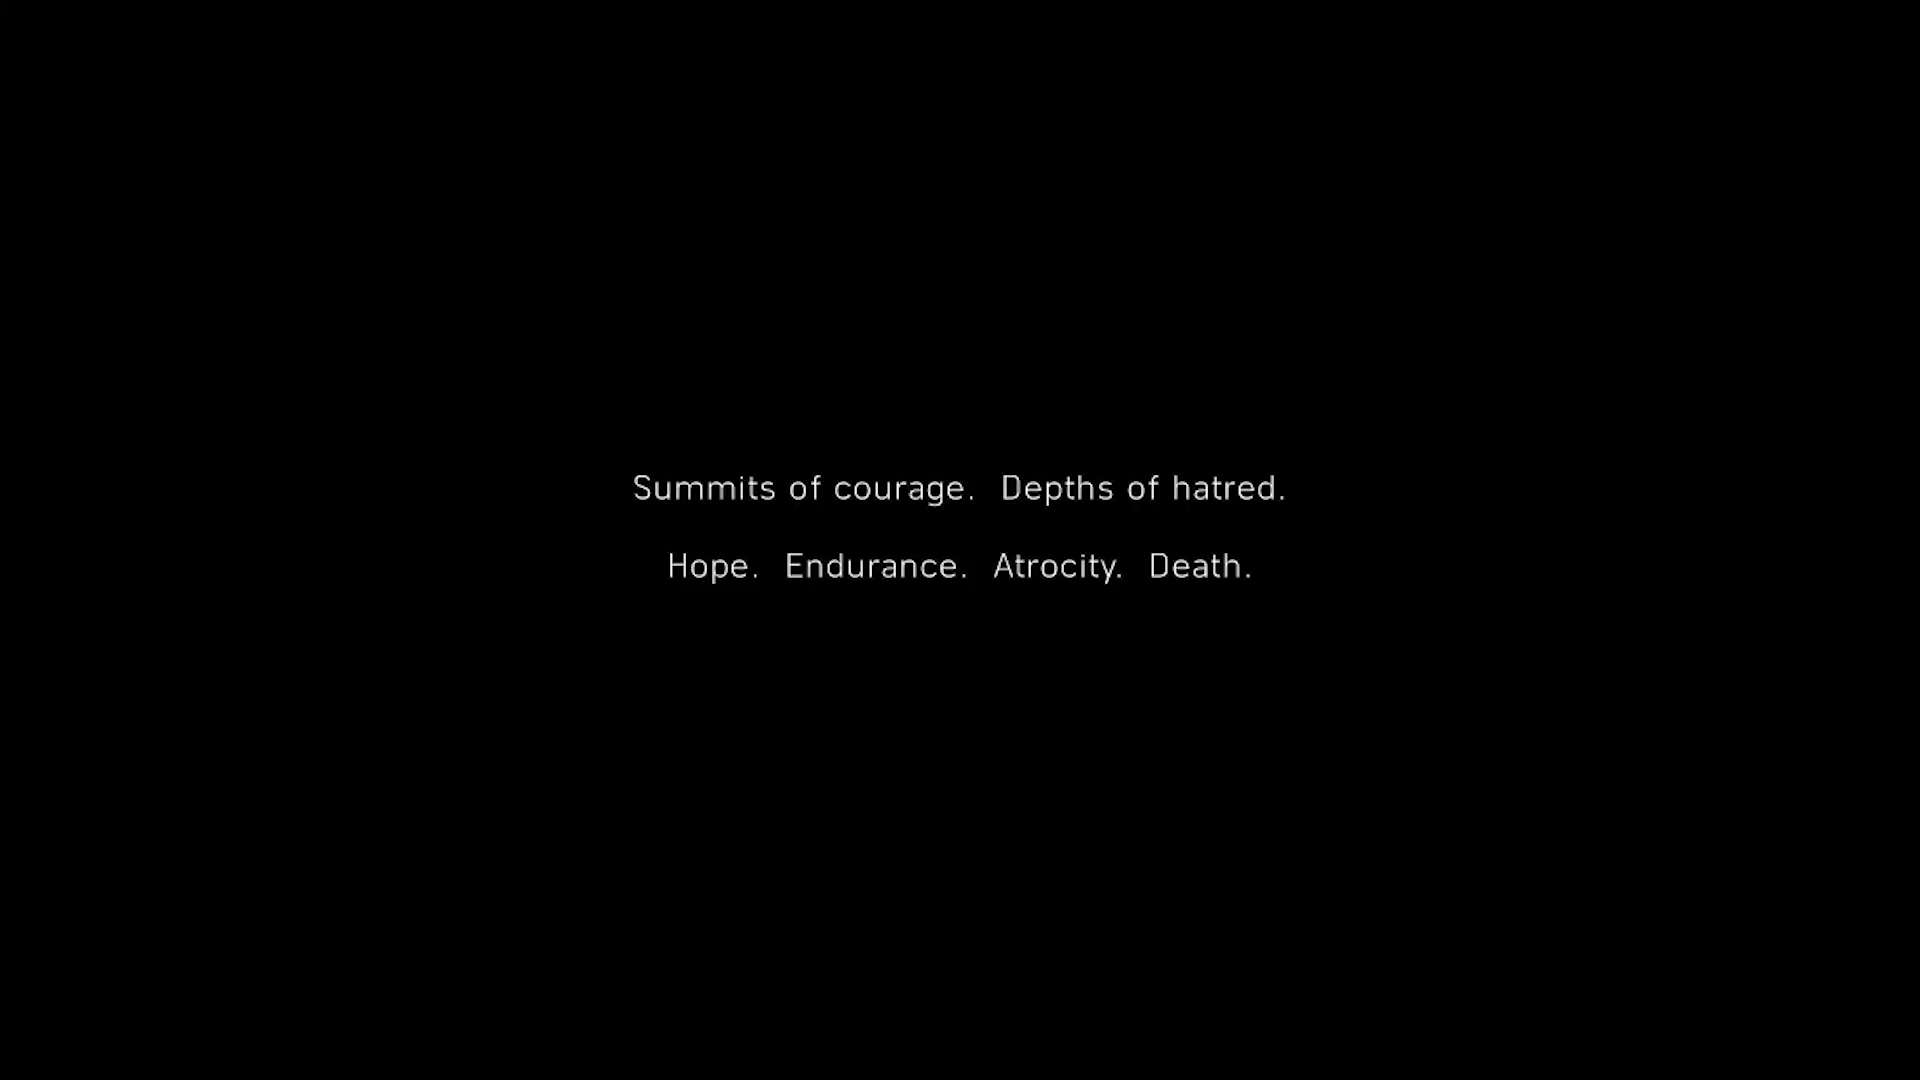 Summits of courage. Depths of hatred.
Hope. Endurance. Atrocity. Death.